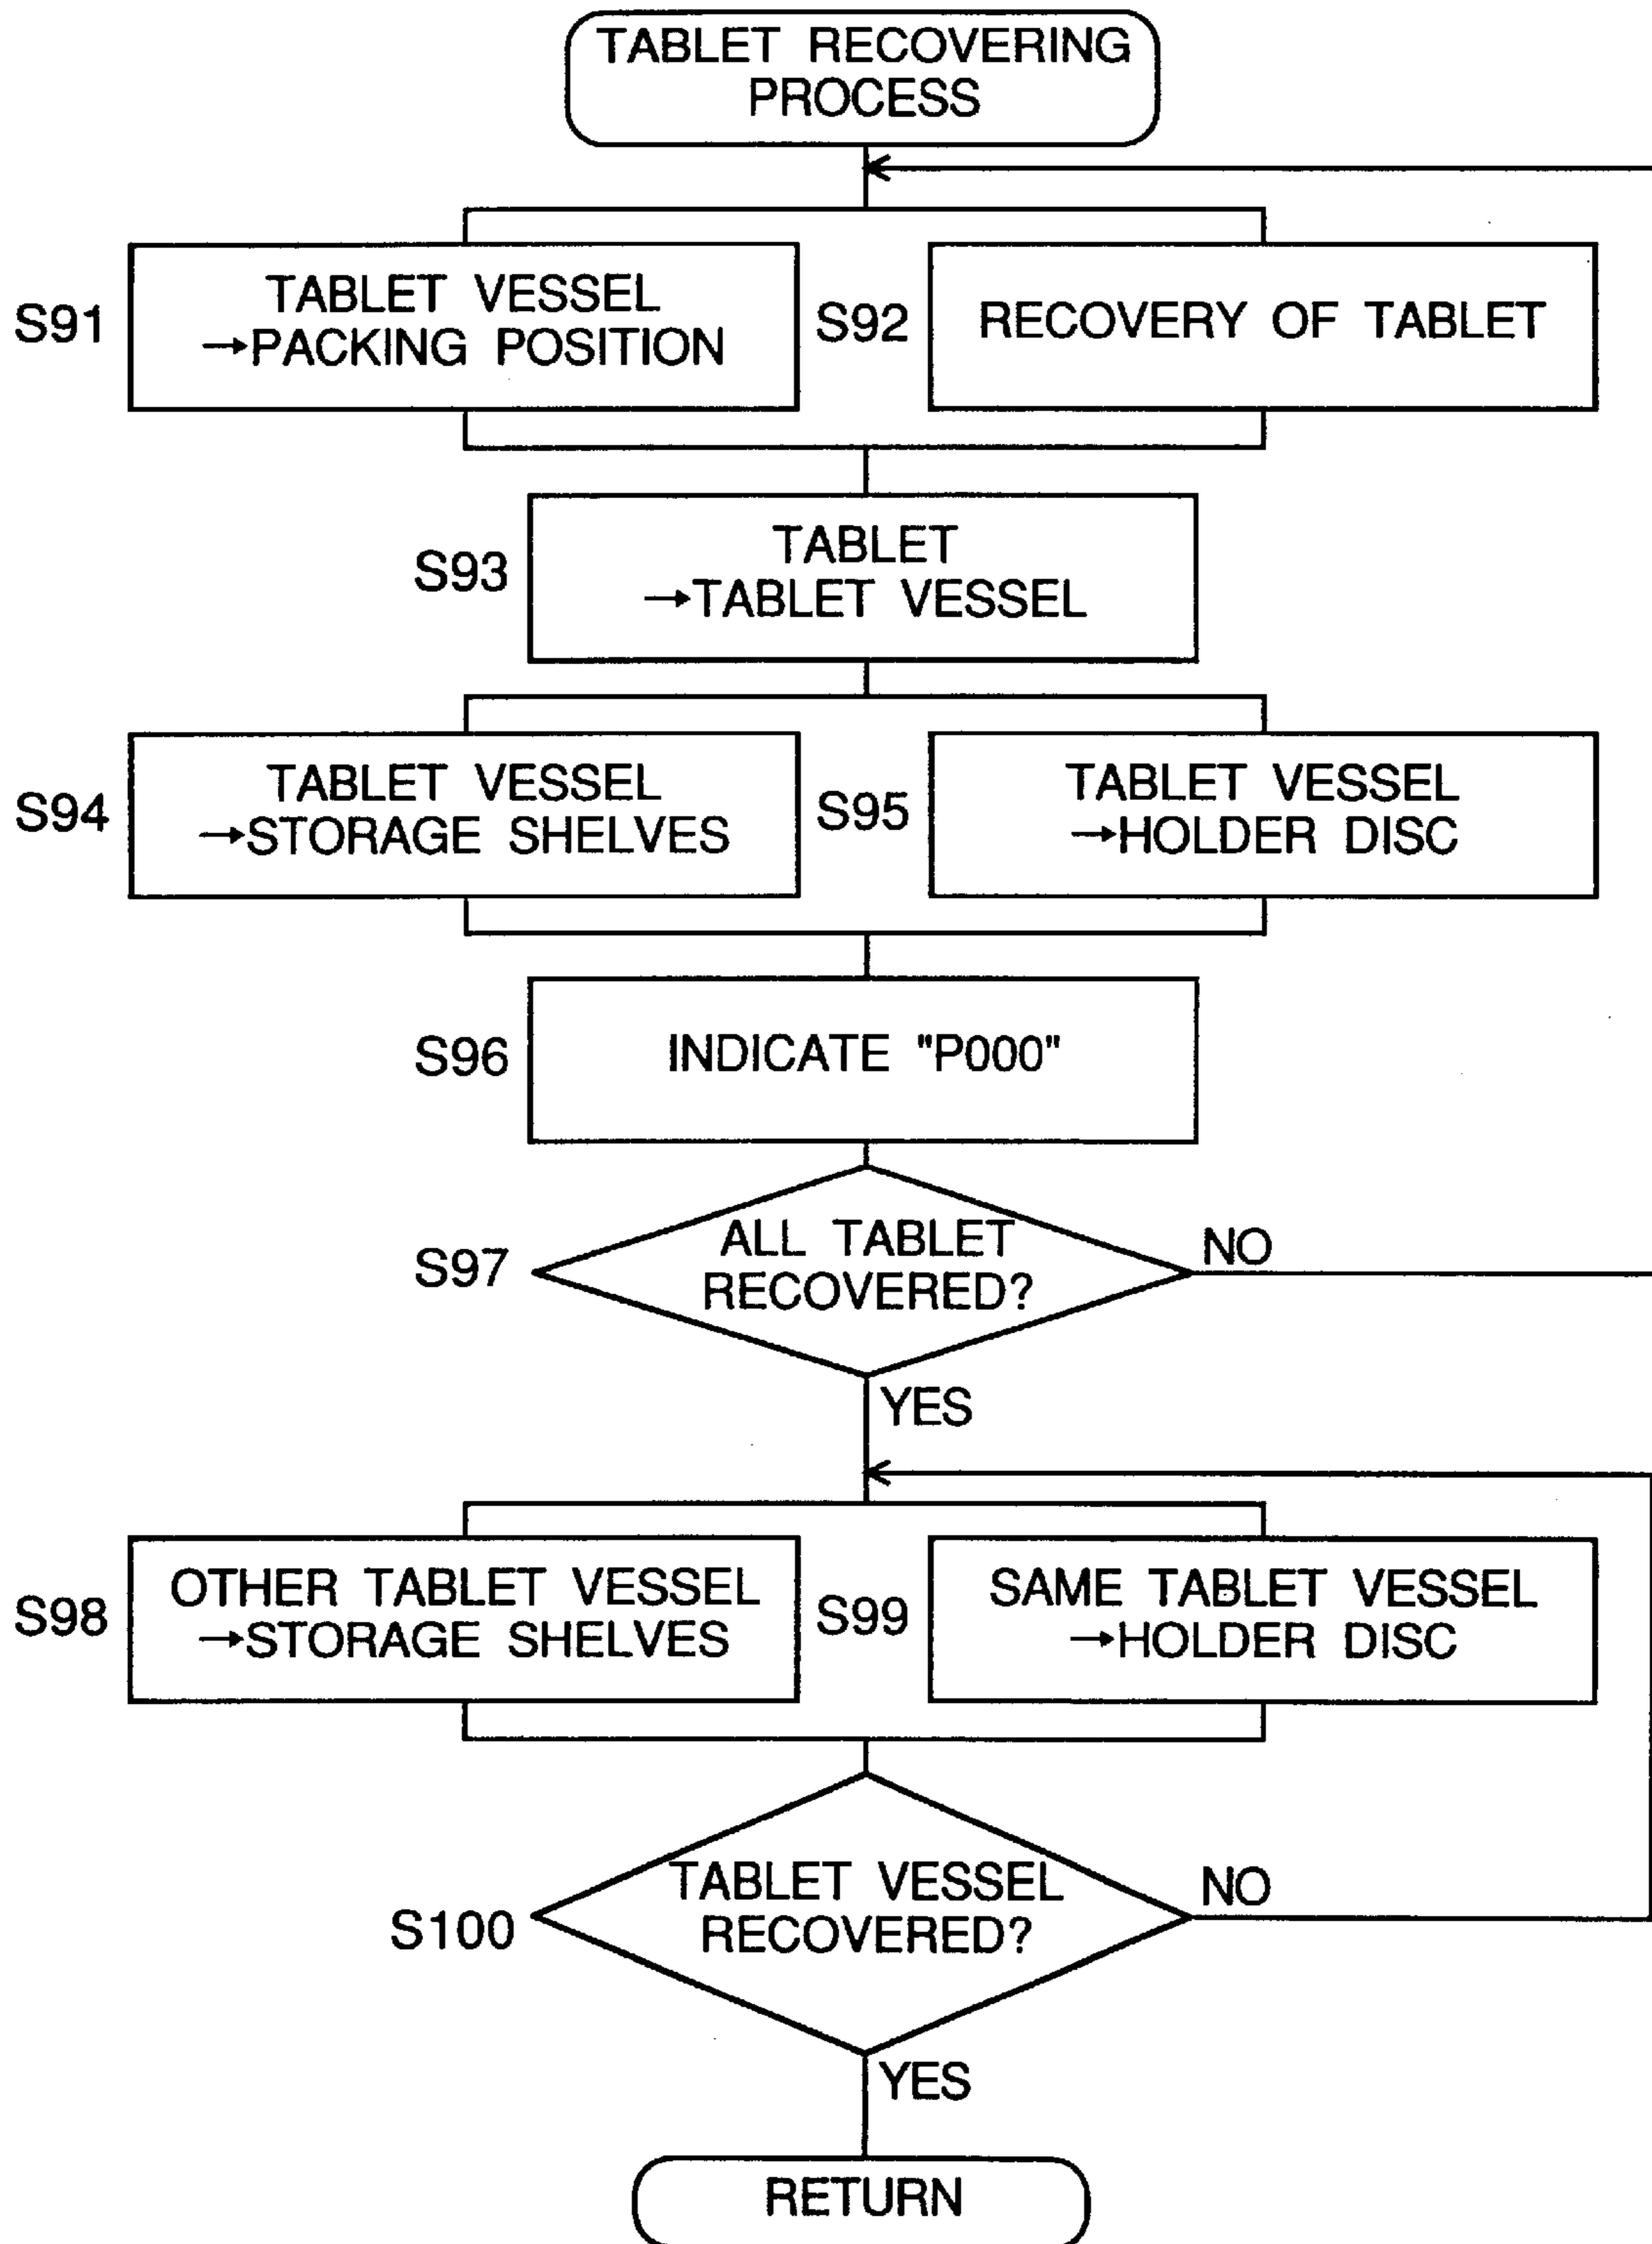 TABLET RECOVERING
PROCESS
S91
TABLET VESSEL
→PACKING POSITION
S92
RECOVERY OF TABLET
S93
TABLET
→TABLET VESSEL
S94
TABLET VESSEL
→STORAGE SHELVES
S95
TABLET VESSEL
→HOLDER DISC
S96
INDICATE "P000"
S97
ALL TABLET
RECOVERED?
NO
YES
S98
OTHER TABLET VESSEL
→STORAGE SHELVES
S99
SAME TABLET VESSEL
→HOLDER DISC
S100
TABLET VESSEL
RECOVERED?
NO
YES
RETURN